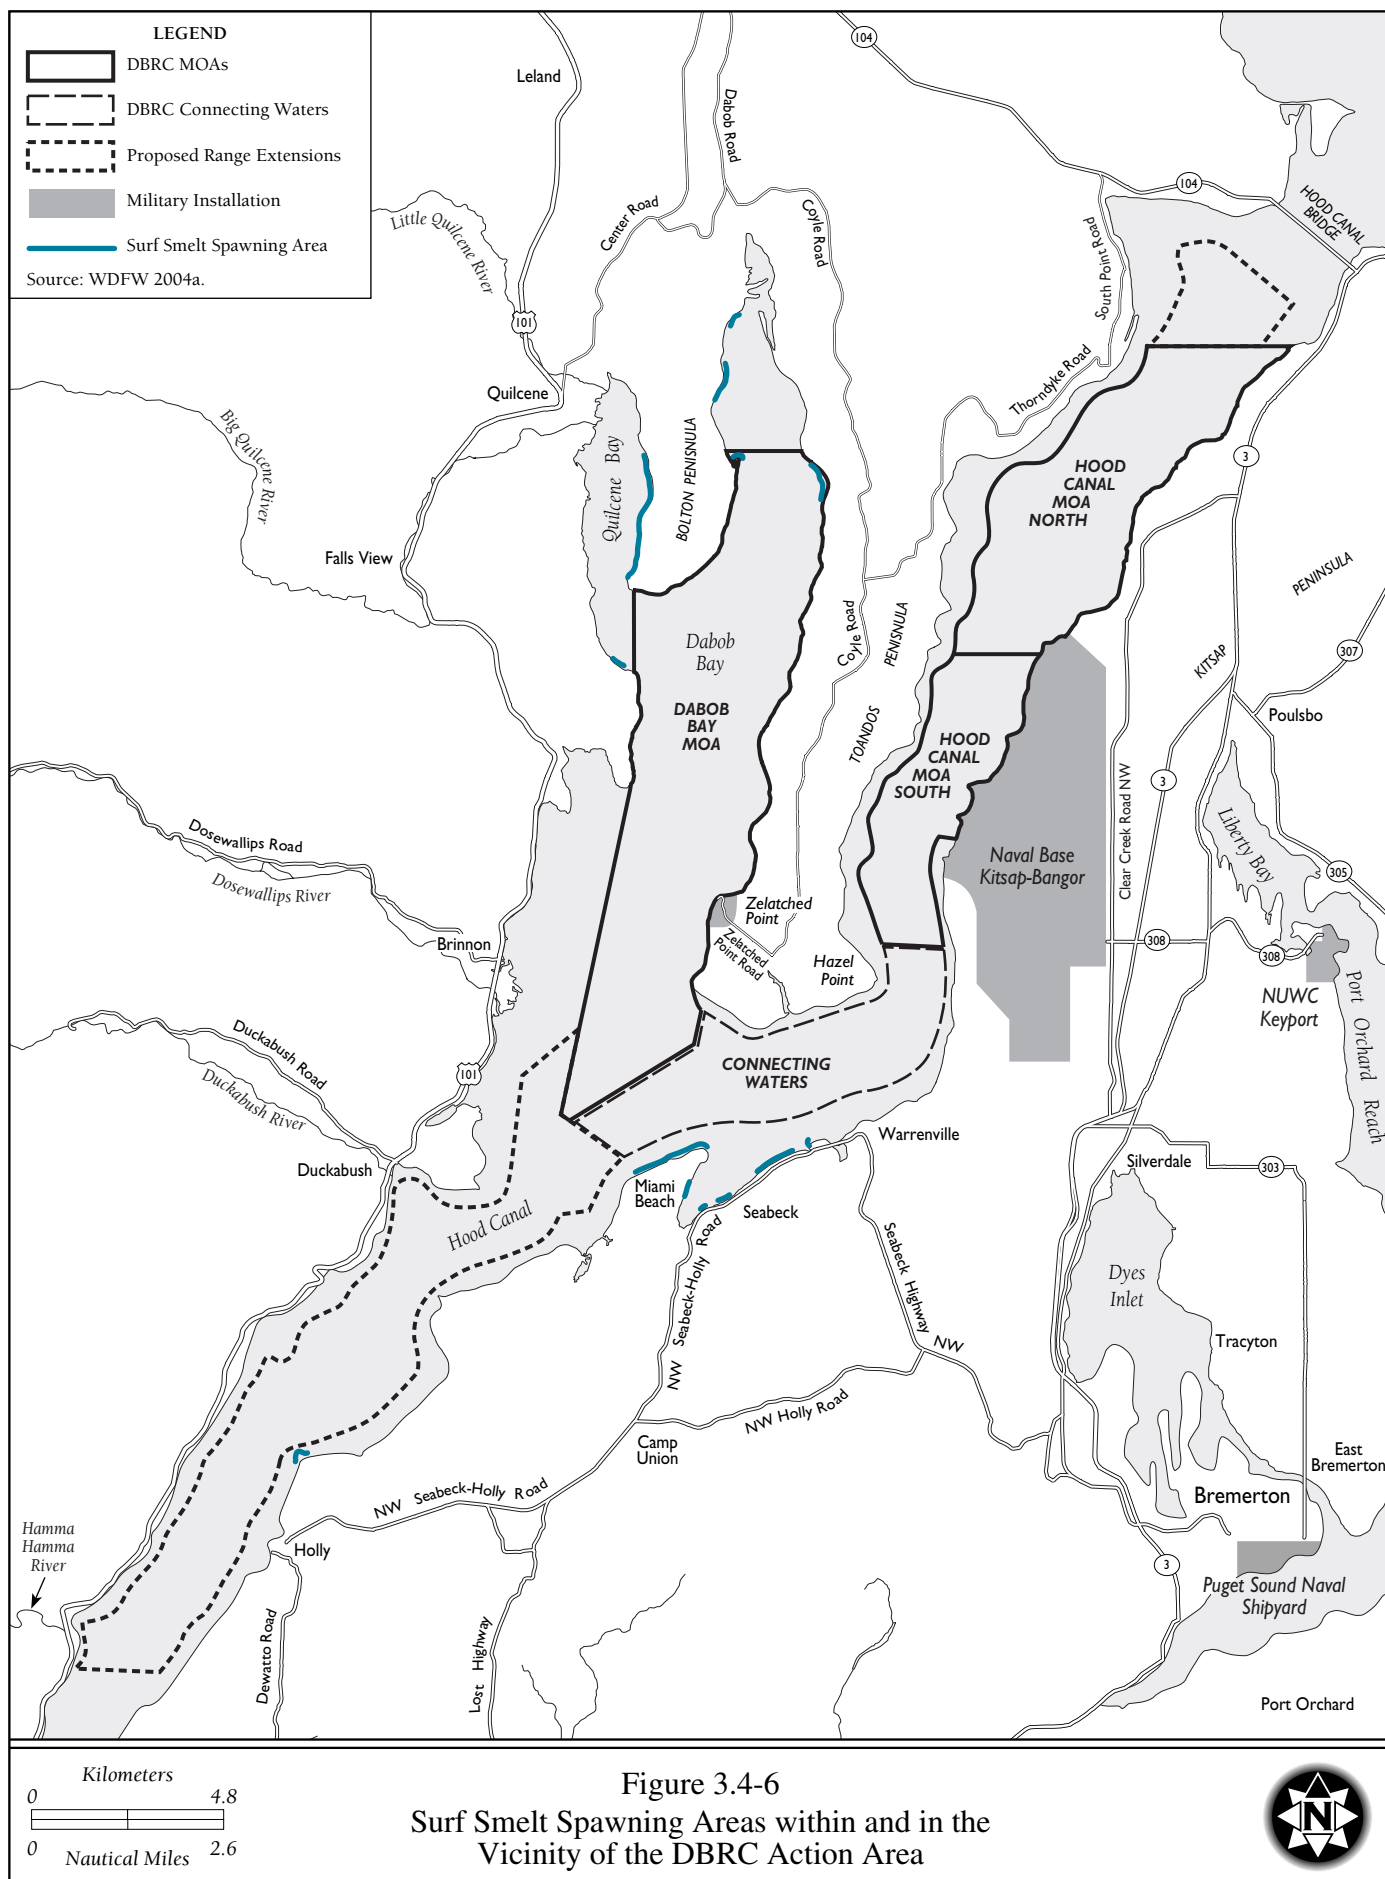 LEGEND
DBRC MOAs
DBRC Connecting Waters
Proposed Range Extensions
Military Installation
Surf Smelt Spawning Area
Source: WDFW 2004a.
Leland
104
Dabob Road
Center Road
Coyle Road
Little Quilcene
River
104
HOOD CANAL
BRIDGE
South Point Road
101
Quilcene
Thorndyke Road
Big Quilcene
River
Quilcene Bay
BOLTON PENISNULA
3
HOOD
CANAL
MOA
NORTH
Falls View
PENINSULA
KITSAP
Coyle Road
PENISNULA
TOANDOS
Dabob
Bay
307
DABOB
BAY
MOA
Poulsbo
HOOD
CANAL
MOA
SOUTH
3
Clear Creek Road NW
Liberty Bay
Dosewallips Road
Dosewallips River
Naval Base
Kitsap-Bangor
305
Zelatched
Point
Zelatched
Point Road
Brinnon
Hazel
Point
308
308
NUWC
Keyport
Port Orchard Reach
Duckabush Road
Duckabush River
101
CONNECTING
WATERS
Warrenville
Duckabush
Silverdale
303
Miami
Beach
Seabeck
Hood Canal
NW Seabeck-Holly Road
Seabeck Highway NW
Dyes
Inlet
Tracyton
NW Holly Road
Camp
Union
East
Bremerton
NW Seabeck-Holly Road
Bremerton
Hamma
Hamma
River
Holly
3
Puget Sound Naval
Shipyard
Dewatto Road
Lost Highway
Port Orchard
Kilometers
0 4.8
0 2.6
Nautical Miles
Figure 3.4-6
Surf Smelt Spawning Areas within and in the
Vicinity of the DBRC Action Area
N